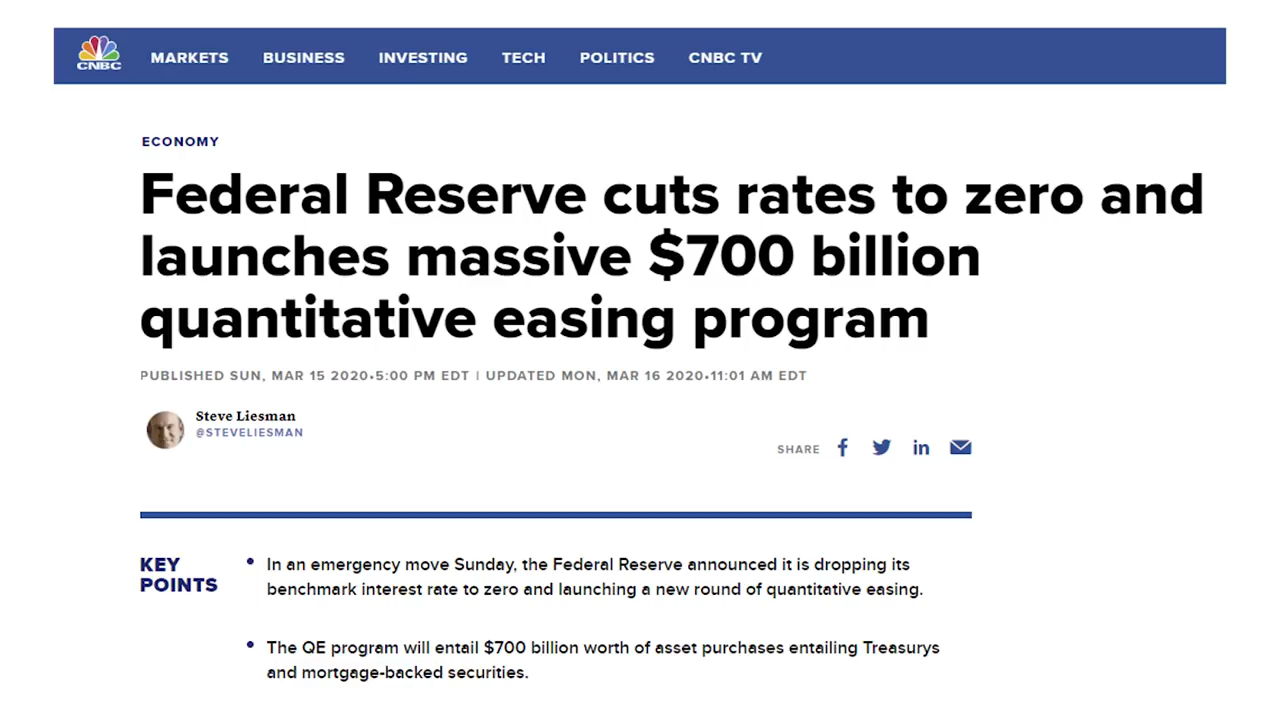 CNBC MARKETS BUSINESS INVESTING TECH POLITICS CNBC TV
ECONOMY
Federal Reserve cuts rates to zero and
launches massive $700 billion
quantitative easing program
PUBLISHED SUN, MAR 15 2020•5:00 PM EDT | UPDATED MON, MAR 16 2020•11:01 AM EDT
Steve Liesman
@STEVELIESMAN
SHARE f in
KEY
POINTS
• In an emergency move Sunday, the Federal Reserve announced it is dropping its
benchmark interest rate to zero and launching a new round of quantitative easing.
• The QE program will entail $700 billion worth of asset purchases entailing Treasurys
and mortgage-backed securities.